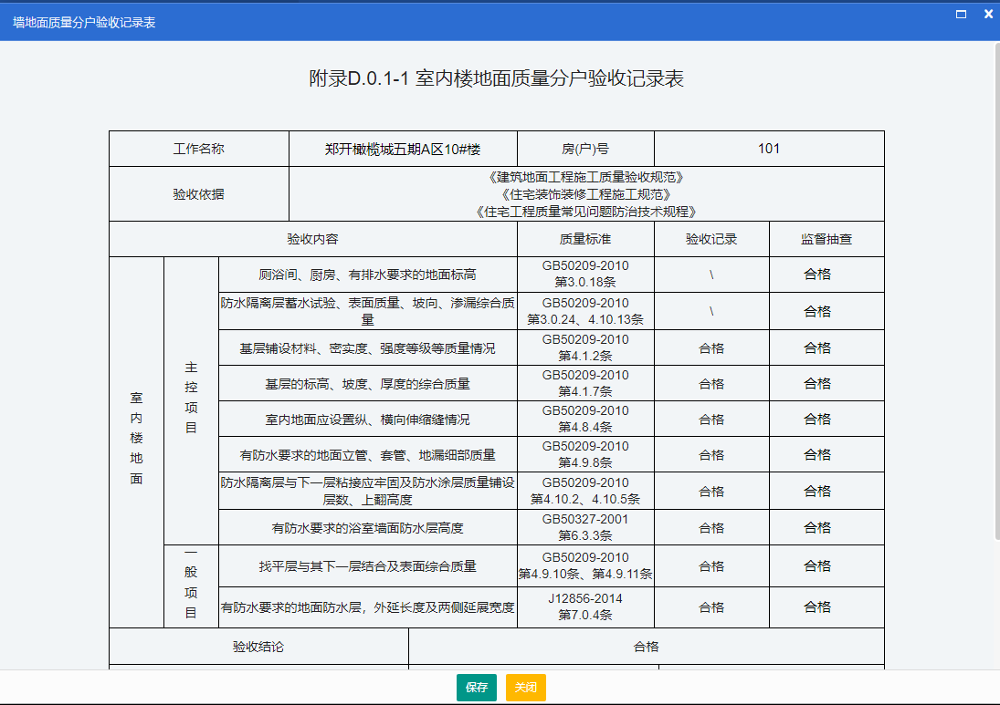 墙地面质量分户验收记录表
附录D.0.1-1 室内楼地面质量分户验收记录表
工作名称
郑开橄榄城五期A区10#楼
房(户)号
101
验收依据
《建筑地面工程施工质量验收规范》
《住宅装饰装修工程施工规范》
《住宅工程质量常见问题防治技术规程》
验收内容
质量标准
验收记录
监督抽查
室内楼地面
主控项目
厕浴间、厨房、有排水要求的地面标高
GB50209-2010
第3.0.18条
\
合格
防水隔离层蓄水试验、表面质量、坡向、渗漏综合质
量
GB50209-2010
第3.0.24、4.10.13条
\
合格
基层铺设材料、密实度、强度等级等质量情况
GB50209-2010
第4.1.2条
合格
合格
基层的标高、坡度、厚度的综合质量
GB50209-2010
第4.1.7条
合格
合格
室内地面应设置纵、横向伸缩缝情况
GB50209-2010
第4.8.4条
合格
合格
有防水要求的地面立管、套管、地漏细部质量
GB50209-2010
第4.9.8条
合格
合格
防水隔离层与下一层粘接应牢固及防水涂层质量铺设
层数、上翻高度
GB50209-2010
第4.10.2、4.10.5条
合格
合格
有防水要求的浴室墙面防水层高度
GB50327-2001
第6.3.3条
合格
合格
一般项目
找平层与其下一层结合及表面综合质量
GB50209-2010
第4.9.10条、第4.9.11条
合格
合格
有防水要求的地面防水层，外延长度及两侧延展宽度
J12856-2014
第7.0.4条
合格
合格
验收结论
合格
保存
关闭